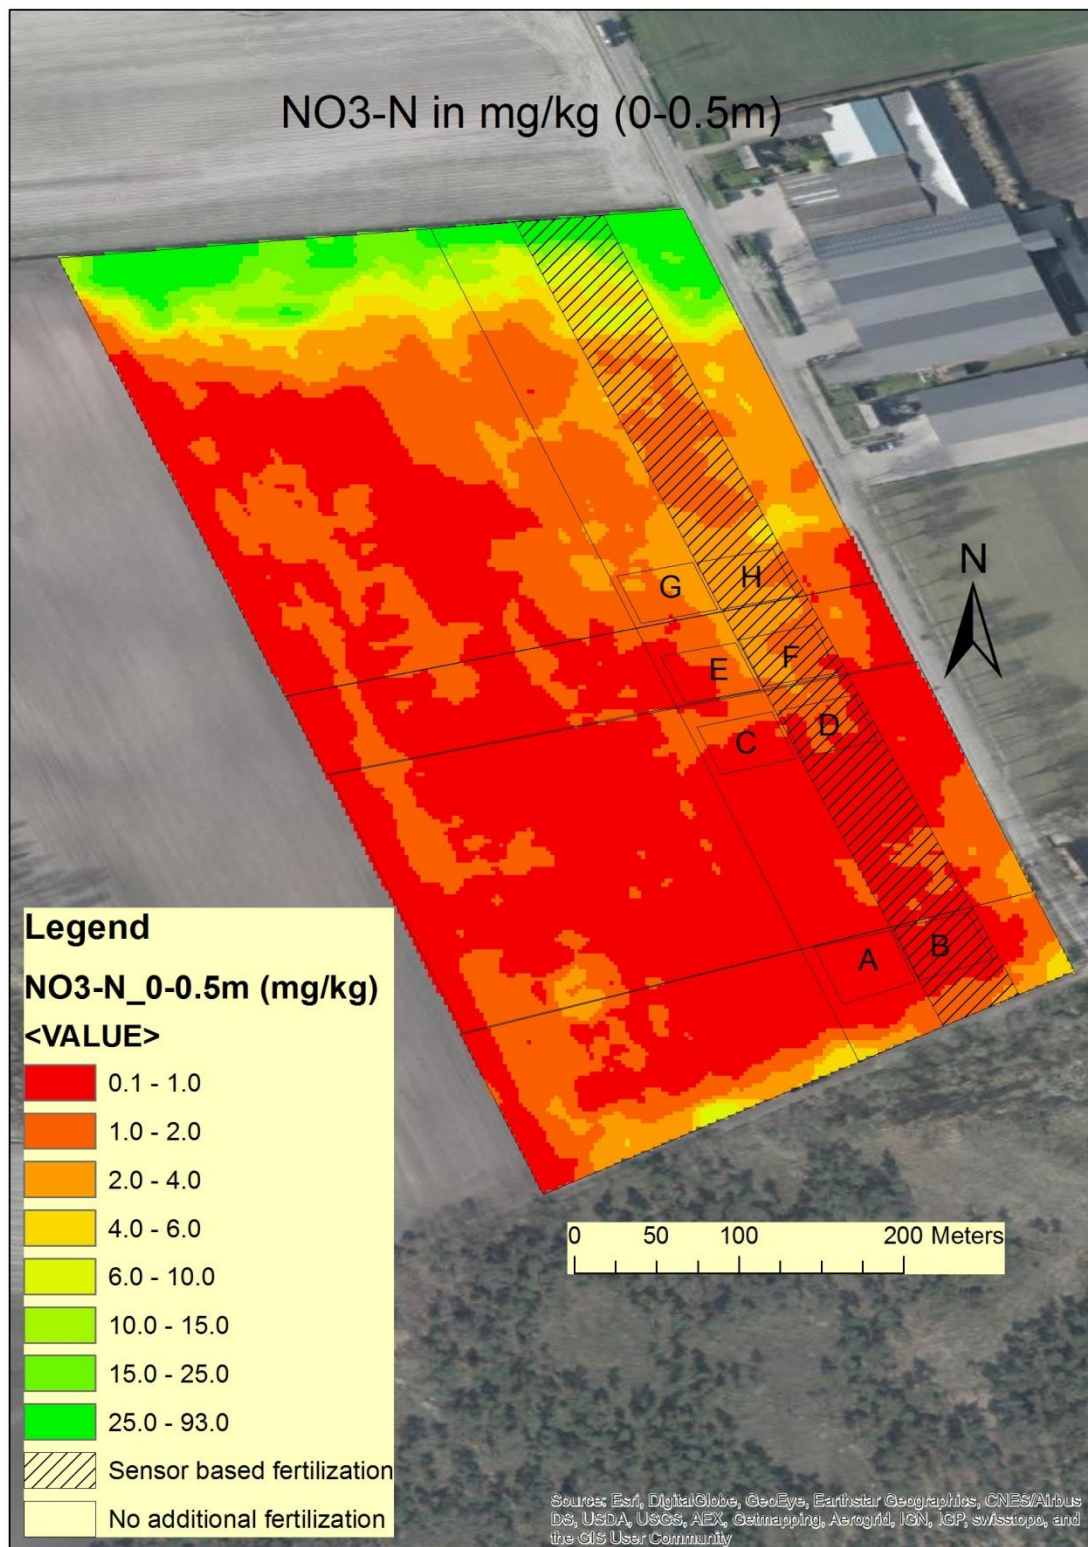 NO3-N in mg/kg (0-0.5m)
N
H
G
F
E
D
C
B
A
Legend
NO3-N_0-0.5m (mg/kg)
<VALUE>
0.1 - 1.0
1.0 - 2.0
2.0 - 4.0
4.0 - 6.0
6.0 - 10.0
10.0 - 15.0
15.0 - 25.0
25.0 - 93.0
Sensor based fertilization
No additional fertilization
0 50 100 200 Meters
Source: Esri, DigitalGlobe, GeoEye, Earthstar Geographics, CNES/Airbus
DS, USDA, USGS, AEX, Getmapping, Aerogrid, IGN, IGP, swisstopo, and
the GIS User Community